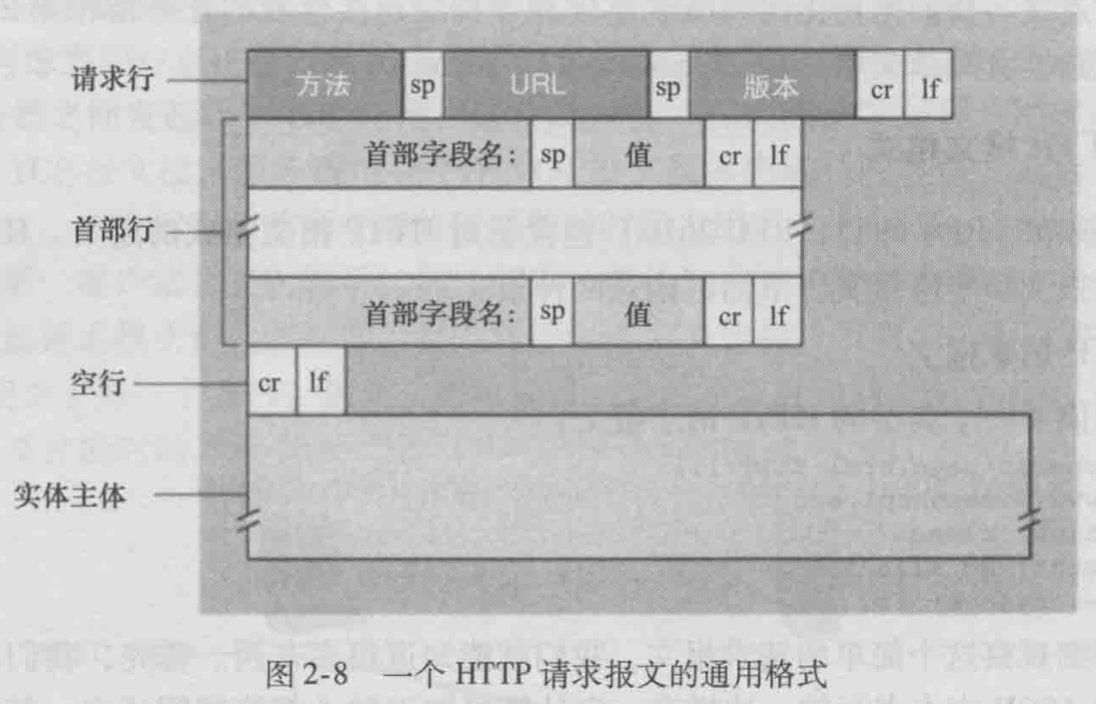 请求行 方法 sp URL sp 版本 cr lf
首部字段名： sp 值 cr lf
首部行
首部字段名： sp 值 cr lf
空行 cr lf
实体主体
图 2-8 一个 HTTP 请求报文的通用格式